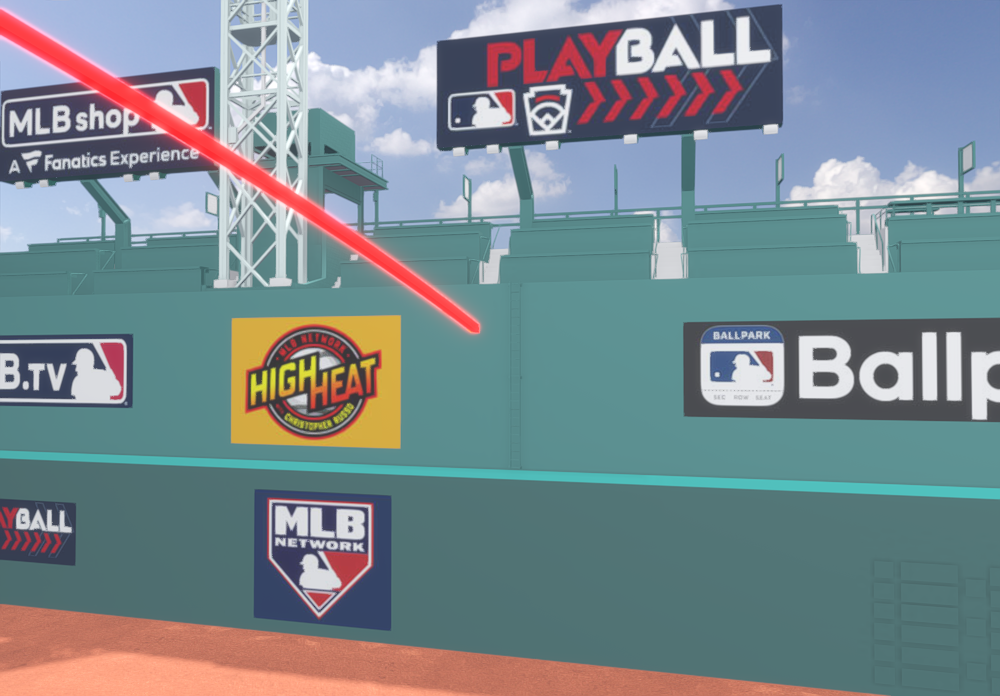 PLAYBALL
MLB shop
A Fanatics Experience
B.TV
MLB NETWORK
HIGH HEAT
CHRISTOPHER RUSSO
BALLPARK
SEC ROW SEAT
Ballp
AYBALL
MLB
NETWORK